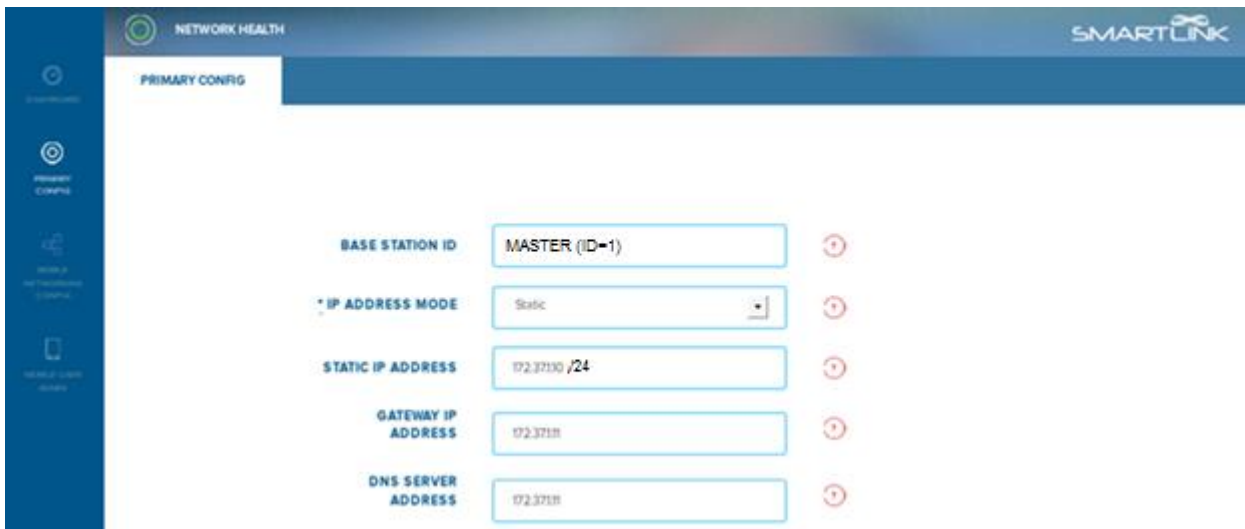 NETWORK HEALTH
SMARTLINK
PRIMARY CONFIG
PRIMARY
CONFIG
BASE STATION ID
MASTER (ID=1)
* IP ADDRESS MODE
Static
STATIC IP ADDRESS
/24
GATEWAY IP
ADDRESS
DNS SERVER
ADDRESS